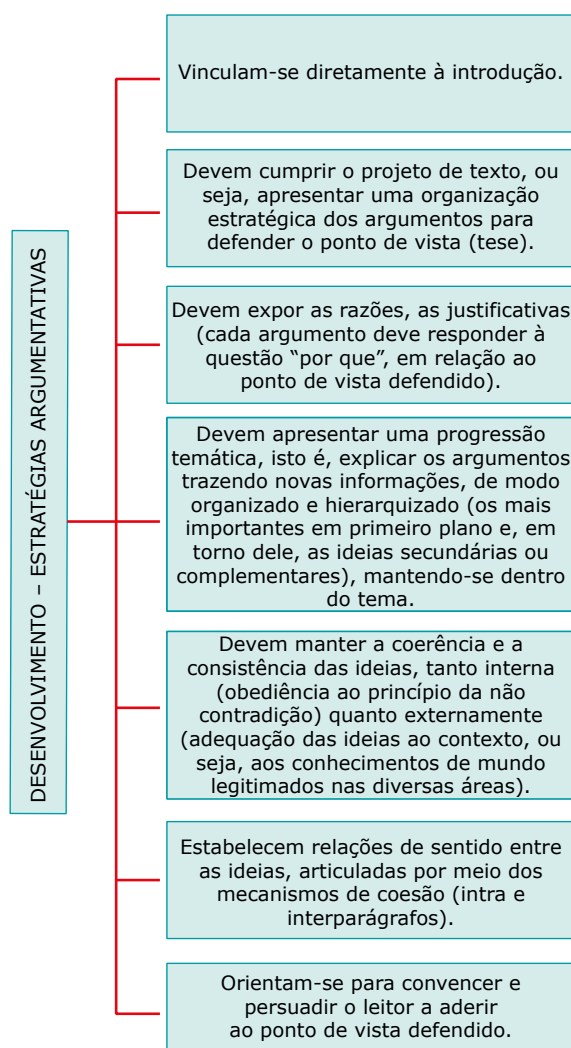 DESENVOLVIMENTO – ESTRATÉGIAS ARGUMENTATIVAS
Vinculam-se diretamente à introdução.
Devem cumprir o projeto de texto, ou
seja, apresentar uma organização
estratégica dos argumentos para
defender o ponto de vista (tese).
Devem expor as razões, as justificativas
(cada argumento deve responder à
questão “por que”, em relação ao
ponto de vista defendido).
Devem apresentar uma progressão
temática, isto é, explicar os argumentos
trazendo novas informações, de modo
organizado e hierarquizado (os mais
importantes em primeiro plano e, em
torno dele, as ideias secundárias ou
complementares), mantendo-se dentro
do tema.
Devem manter a coerência e a
consistência das ideias, tanto interna
(obediência ao princípio da não
contradição) quanto externamente
(adequação das ideias ao contexto, ou
seja, aos conhecimentos de mundo
legitimados nas diversas áreas).
Estabelecem relações de sentido entre
as ideias, articuladas por meio dos
mecanismos de coesão (intra e
interparágrafos).
Orientam-se para convencer e
persuadir o leitor a aderir
ao ponto de vista defendido.